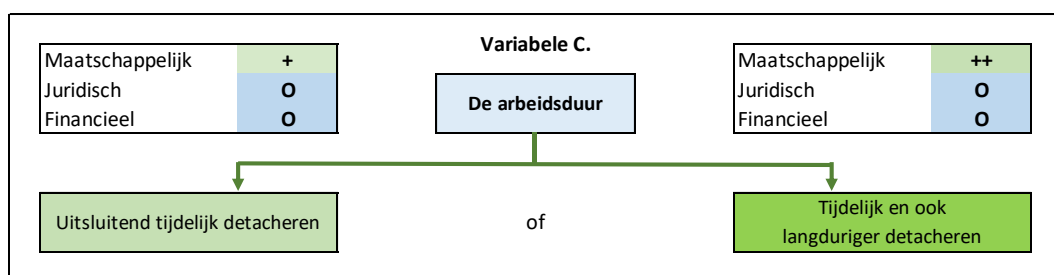 Variabele C.
Maatschappelijk +
Juridisch O
Financieel O
De arbeidsduur
Maatschappelijk ++
Juridisch O
Financieel O
Uitsluitend tijdelijk detacheren
of
Tijdelijk en ook
langduriger detacheren